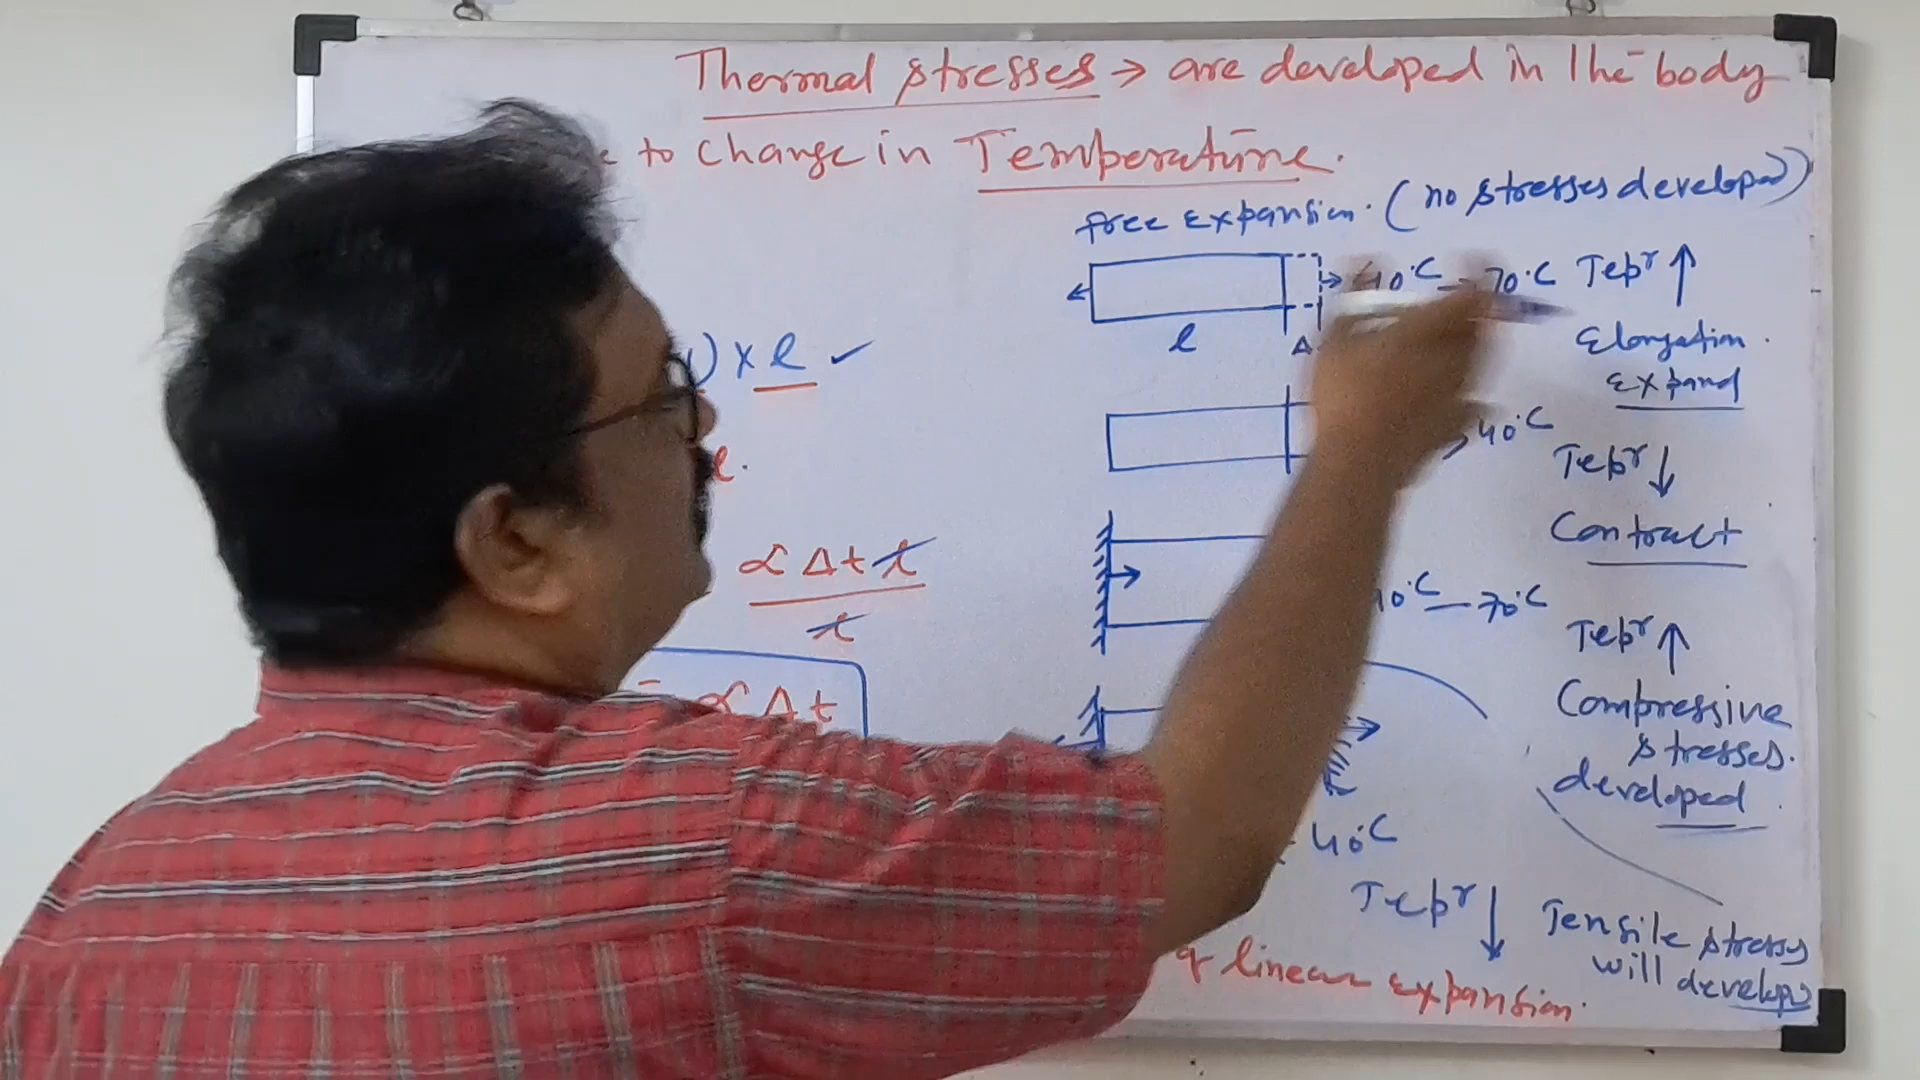 Thermal stresses → are developed in the body
to change in Temperature.
free expansion. (no stresses developed)
→ 40°C → 70°C Tepr ↑
l Δ
Elongation.
expand
) × l ✓
40°C
Tepr ↓
l.
Contract
α Δt l
l
10°C — 70°C
Tepr ↑
= α Δt
Compressive
stresses.
developed.
40°C
Tepr ↓
Tensile stress
will develop
of linear expansion.